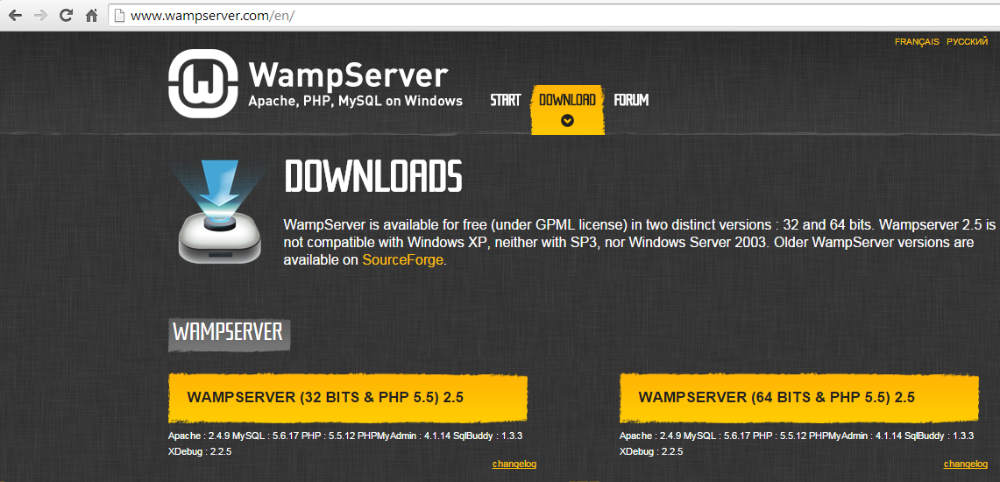 www.wampserver.com/en/
FRANÇAIS РУССКИЙ
WampServer
Apache, PHP, MySQL on Windows
START DOWNLOAD FORUM
DOWNLOADS
WampServer is available for free (under GPML license) in two distinct versions : 32 and 64 bits. Wampserver 2.5 is
not compatible with Windows XP, neither with SP3, nor Windows Server 2003. Older WampServer versions are
available on SourceForge.
WAMPSERVER
WAMPSERVER (32 BITS & PHP 5.5) 2.5
Apache : 2.4.9 MySQL : 5.6.17 PHP : 5.5.12 PHPMyAdmin : 4.1.14 SqlBuddy : 1.3.3
XDebug : 2.2.5
changelog
WAMPSERVER (64 BITS & PHP 5.5) 2.5
Apache : 2.4.9 MySQL : 5.6.17 PHP : 5.5.12 PHPMyAdmin : 4.1.14 SqlBuddy : 1.3.3
XDebug : 2.2.5
changelog